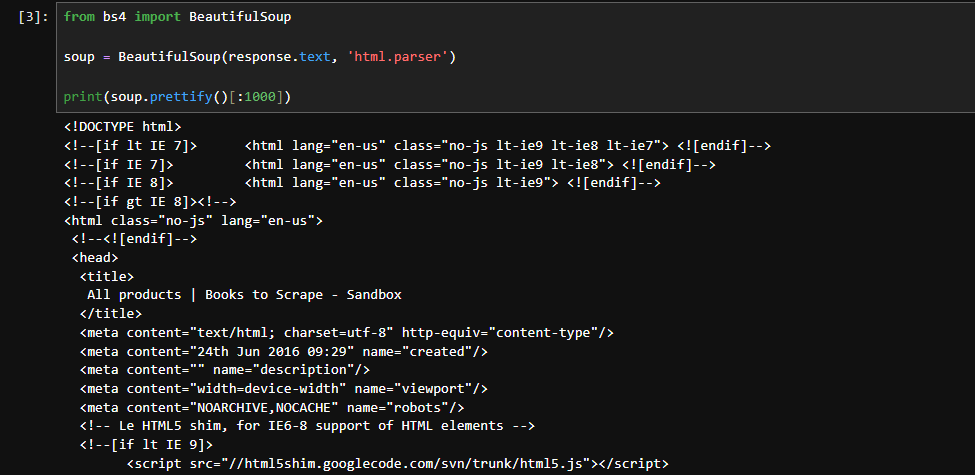 [3]: from bs4 import BeautifulSoup
soup = BeautifulSoup(response.text, 'html.parser')
print(soup.prettify()[:1000])
<!DOCTYPE html>
<!--[if lt IE 7]>      <html lang="en-us" class="no-js lt-ie9 lt-ie8 lt-ie7"> <![endif]-->
<!--[if IE 7]>         <html lang="en-us" class="no-js lt-ie9 lt-ie8"> <![endif]-->
<!--[if IE 8]>         <html lang="en-us" class="no-js lt-ie9"> <![endif]-->
<!--[if gt IE 8]><!-->
<html class="no-js" lang="en-us">
 <!--<![endif]-->
 <head>
  <title>
   All products | Books to Scrape - Sandbox
  </title>
  <meta content="text/html; charset=utf-8" http-equiv="content-type"/>
  <meta content="24th Jun 2016 09:29" name="created"/>
  <meta content="" name="description"/>
  <meta content="width=device-width" name="viewport"/>
  <meta content="NOARCHIVE,NOCACHE" name="robots"/>
  <!-- Le HTML5 shim, for IE6-8 support of HTML elements -->
  <!--[if lt IE 9]>
        <script src="//html5shim.googlecode.com/svn/trunk/html5.js"></script>